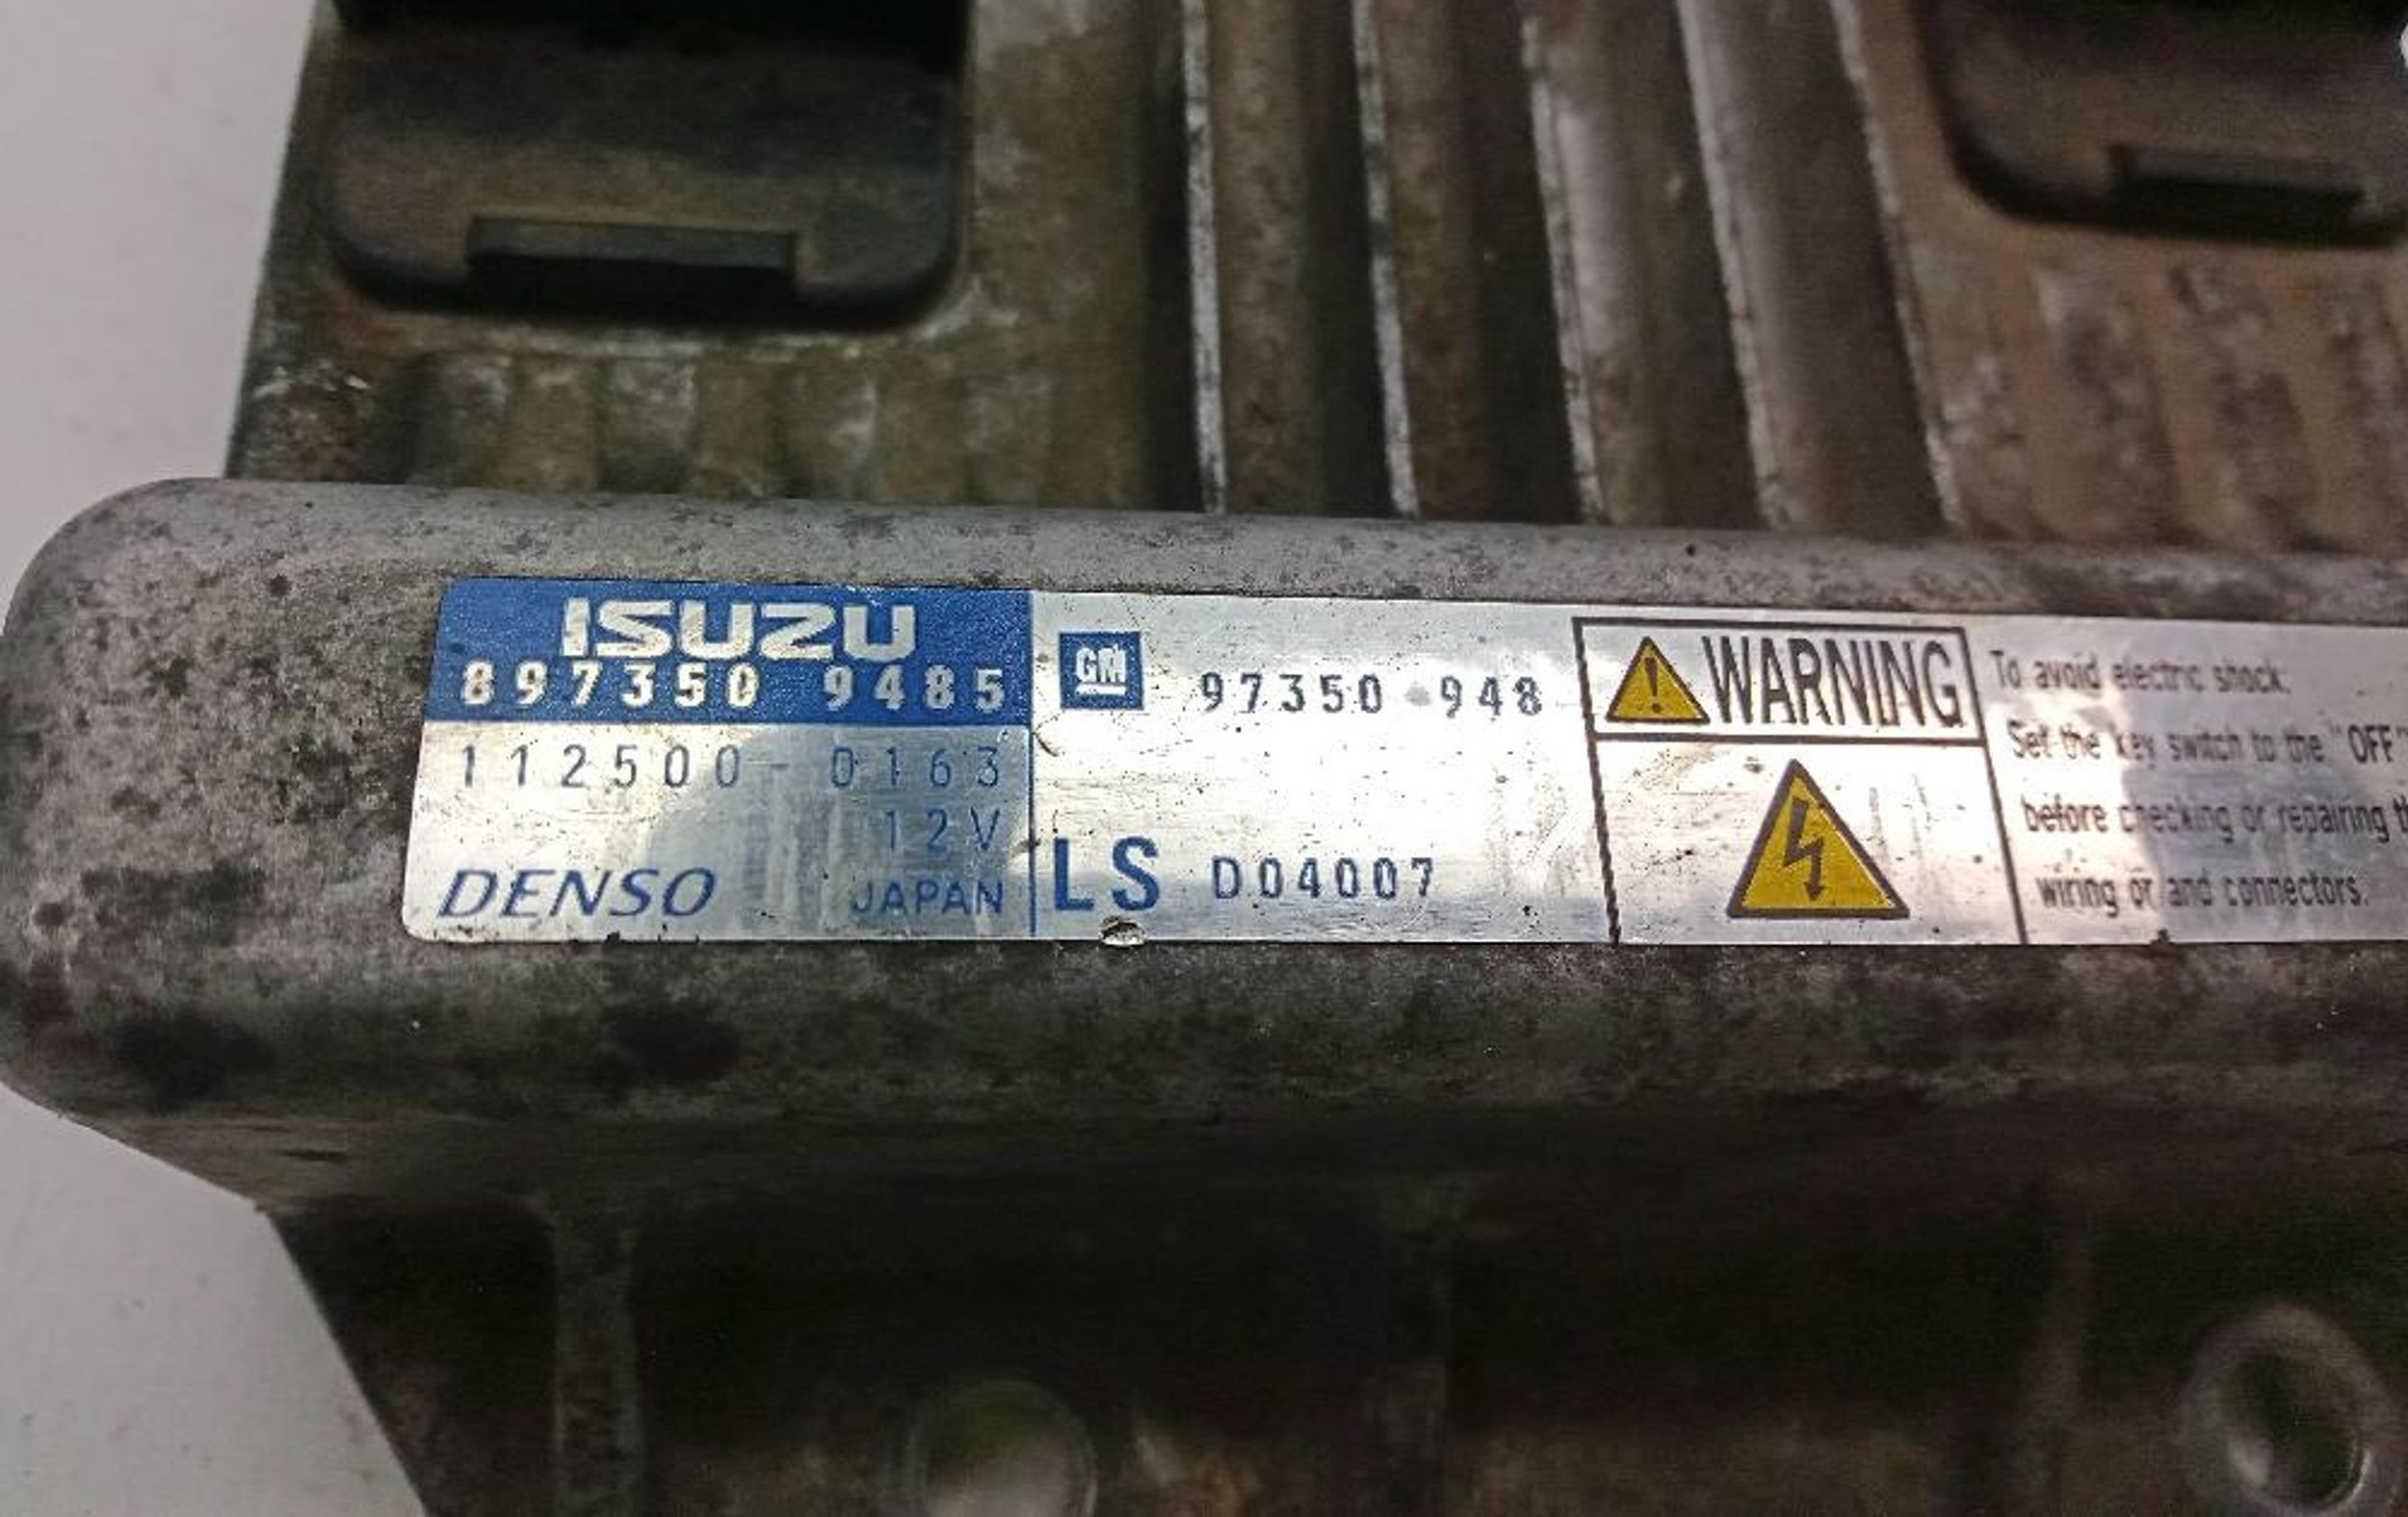 ISUZU
897350 9485
112500-0163
12V
DENSO JAPAN
GM 97350 948
LS D04007
WARNING
To avoid electric shock:
Set the key switch to the "OFF"
before checking or repairing
wiring or and connectors.